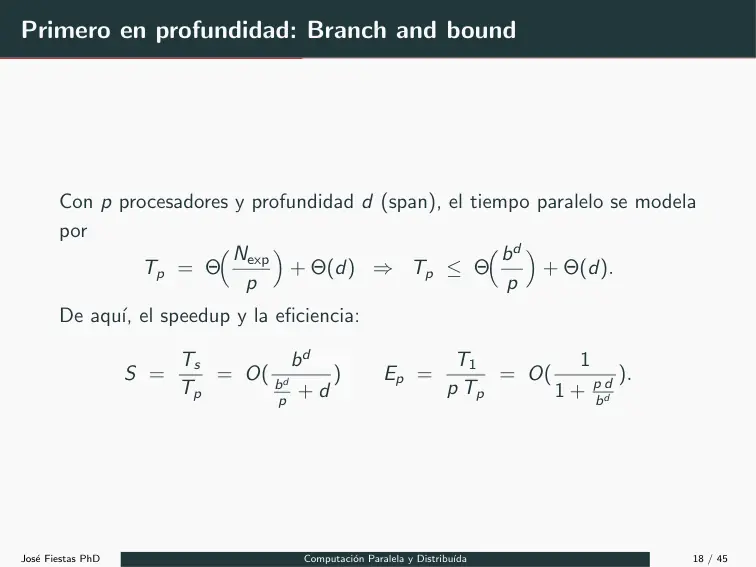 Primero en profundidad: Branch and bound
Con p procesadores y profundidad d (span), el tiempo paralelo se modela
por
T_p = Θ(N_exp / p) + Θ(d) ⇒ T_p ≤ Θ(b^d / p) + Θ(d).
De aquí, el speedup y la eficiencia:
S = T_s / T_p = O(b^d / (b^d / p + d)) E_p = T_1 / (p T_p) = O(1 / (1 + p d / b^d)).
José Fiestas PhD Computación Paralela y Distribuída 18 / 45